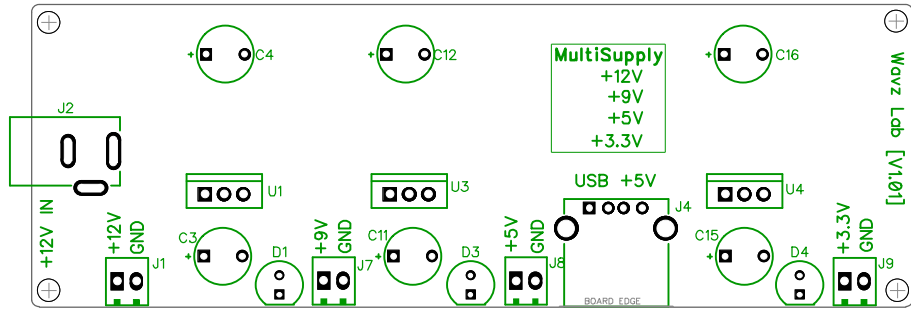 C4
C12
MultiSupply
+12V
+9V
+5V
+3.3V
C16
Wavz Lab [V1.01]
J2
U1
U3
USB +5V
U4
J4
+12V IN
+12V
GND
J1
C3
D1
+9V
GND
J7
C11
D3
+5V
GND
J8
BOARD EDGE
C15
D4
+3.3V
GND
J9